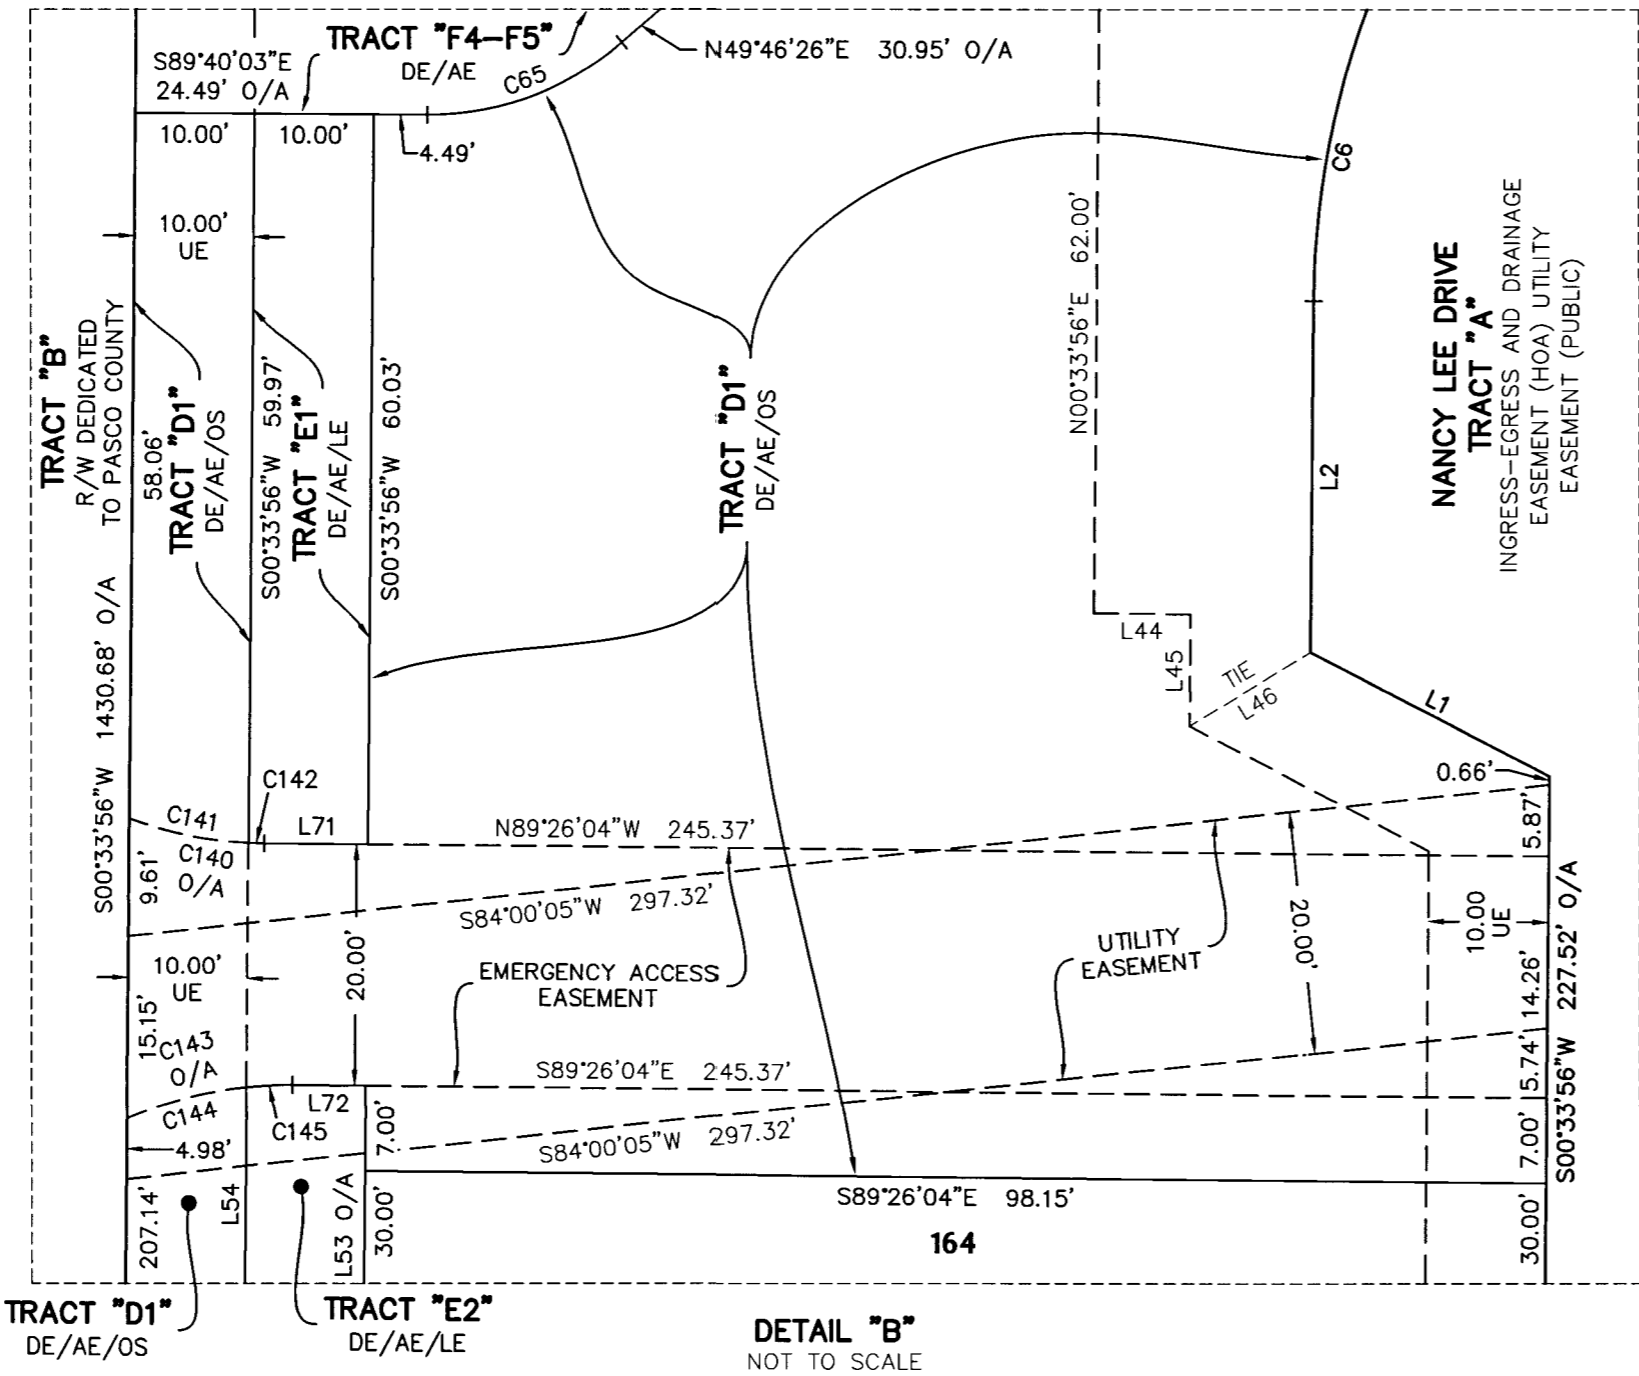 TRACT "F4–F5"
DE/AE
S89°40'03"E
24.49' O/A
C65
N49°46'26"E 30.95' O/A
10.00'
10.00'
4.49'
C6
10.00'
UE
N00°33'56"E 62.00'
TRACT "B"
R/W DEDICATED
TO PASCO COUNTY
58.06'
TRACT "D1"
DE/AE/OS
S00°33'56"W 59.97'
TRACT "E1"
DE/AE/LE
S00°33'56"W 60.03'
TRACT "D1"
DE/AE/OS
L2
NANCY LEE DRIVE
TRACT "A"
INGRESS–EGRESS AND DRAINAGE
EASEMENT (HOA) UTILITY
EASEMENT (PUBLIC)
S00°33'56"W 1430.68' O/A
L44
L45
TIE
L46
L1
0.66'
5.87'
C142
C141
L71
N89°26'04"W 245.37'
C140
O/A
9.61'
S84°00'05"W 297.32'
20.00'
10.00'
UE
EMERGENCY ACCESS
EASEMENT
UTILITY
EASEMENT
20.00'
10.00
UE
14.26'
S00°33'56"W 227.52' O/A
15.15'
C143
O/A
S89°26'04"E 245.37'
5.74'
C144
L72
C145
7.00'
4.98'
S84°00'05"W 297.32'
7.00'
207.14'
L54
L53 O/A
30.00'
S89°26'04"E 98.15'
164
30.00'
TRACT "D1"
DE/AE/OS
TRACT "E2"
DE/AE/LE
DETAIL "B"
NOT TO SCALE